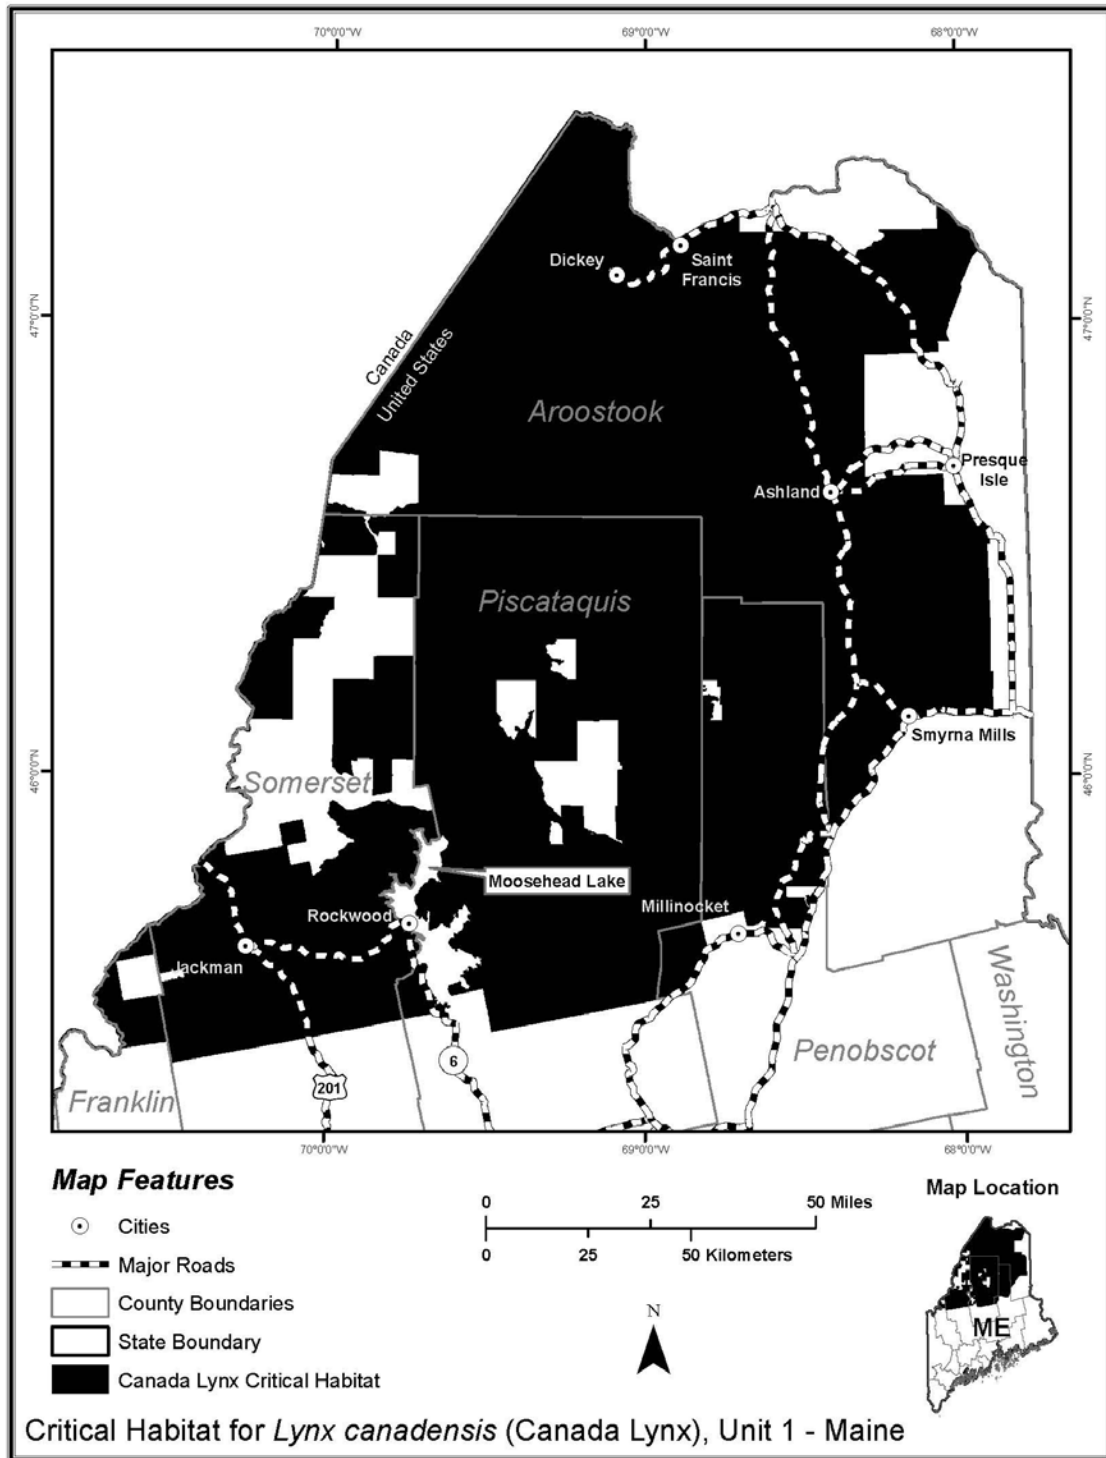 70°0'0"W
69°0'0"W
68°0'0"W
Dickey
Saint
Francis
47°0'0"N
47°0'0"N
Canada
United States
Aroostook
Presque
Isle
Ashland
Piscataquis
Smyrna Mills
46°0'0"N
46°0'0"N
Somerset
Moosehead Lake
Millinocket
Rockwood
Jackman
Washington
Penobscot
6
201
Franklin
70°0'0"W
69°0'0"W
68°0'0"W
Map Features
Cities
Major Roads
County Boundaries
State Boundary
Canada Lynx Critical Habitat
0 25 50 Miles
0 25 50 Kilometers
N
Map Location
ME
Critical Habitat for Lynx canadensis (Canada Lynx), Unit 1 - Maine